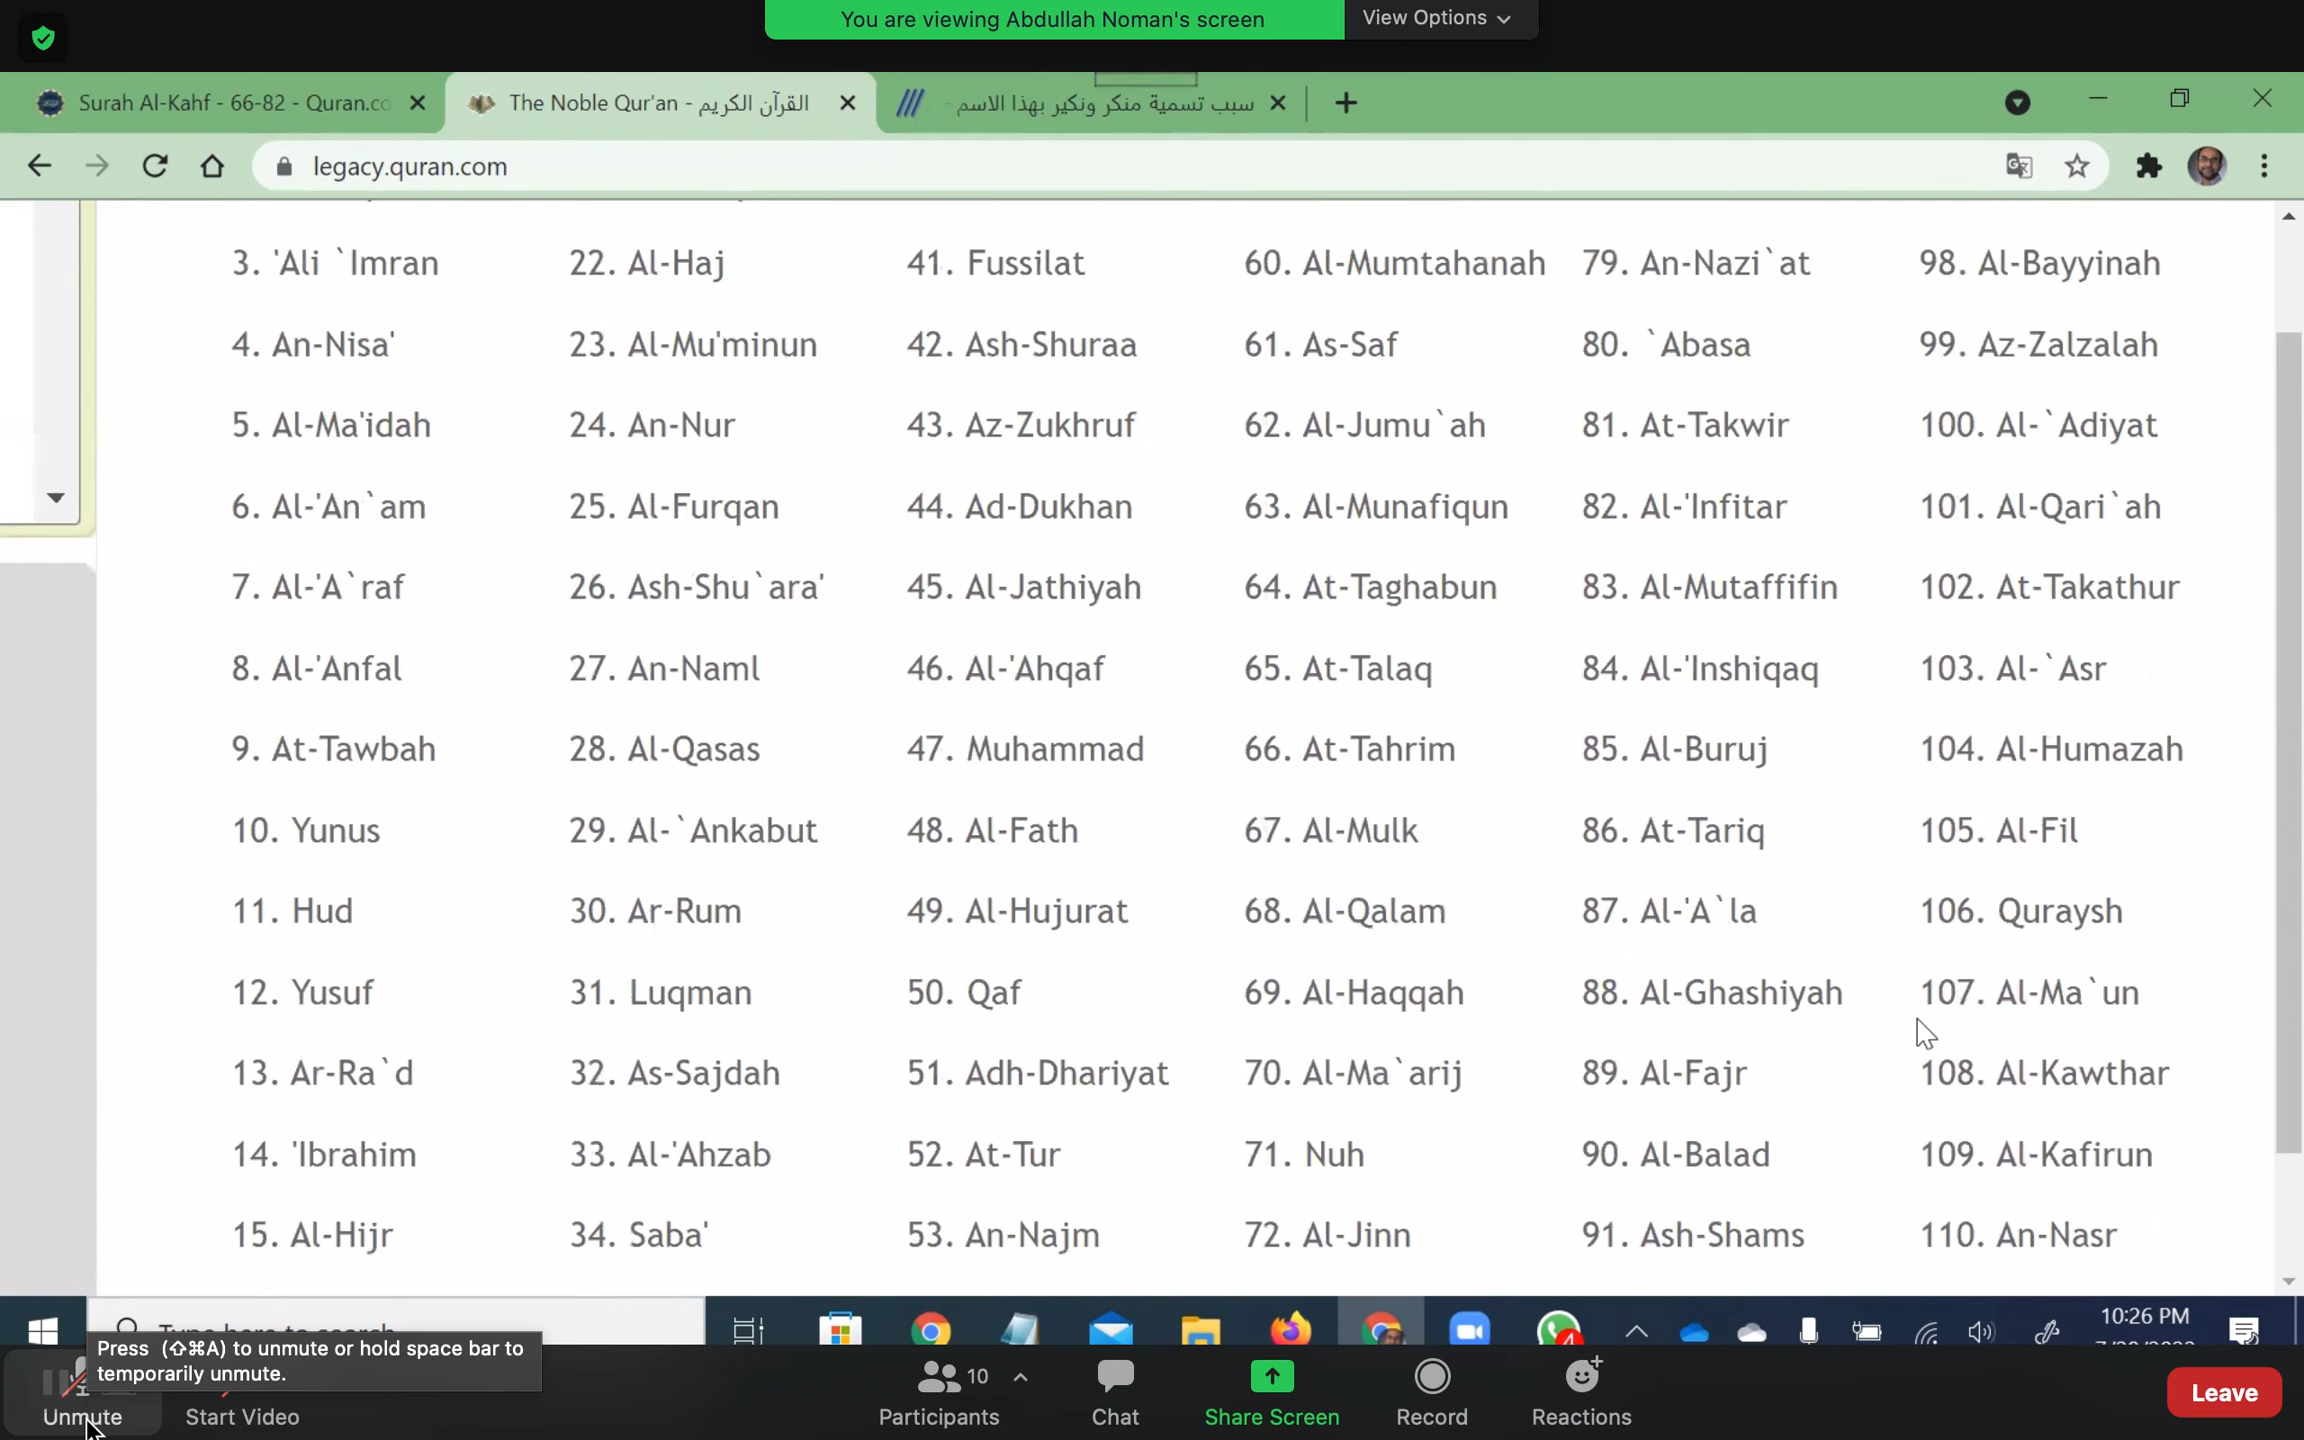 You are viewing Abdullah Noman's screen
View Options
Surah Al-Kahf - 66-82 - Quran.co
The Noble Qur'an - القرآن الكريم
سبب تسمية منكر ونكير بهذا الاسم -
legacy.quran.com
3. 'Ali `Imran
22. Al-Haj
41. Fussilat
60. Al-Mumtahanah
79. An-Nazi`at
98. Al-Bayyinah
4. An-Nisa'
23. Al-Mu'minun
42. Ash-Shuraa
61. As-Saf
80. `Abasa
99. Az-Zalzalah
5. Al-Ma'idah
24. An-Nur
43. Az-Zukhruf
62. Al-Jumu`ah
81. At-Takwir
100. Al-`Adiyat
6. Al-'An`am
25. Al-Furqan
44. Ad-Dukhan
63. Al-Munafiqun
82. Al-'Infitar
101. Al-Qari`ah
7. Al-'A`raf
26. Ash-Shu`ara'
45. Al-Jathiyah
64. At-Taghabun
83. Al-Mutaffifin
102. At-Takathur
8. Al-'Anfal
27. An-Naml
46. Al-'Ahqaf
65. At-Talaq
84. Al-'Inshiqaq
103. Al-`Asr
9. At-Tawbah
28. Al-Qasas
47. Muhammad
66. At-Tahrim
85. Al-Buruj
104. Al-Humazah
10. Yunus
29. Al-`Ankabut
48. Al-Fath
67. Al-Mulk
86. At-Tariq
105. Al-Fil
11. Hud
30. Ar-Rum
49. Al-Hujurat
68. Al-Qalam
87. Al-'A`la
106. Quraysh
12. Yusuf
31. Luqman
50. Qaf
69. Al-Haqqah
88. Al-Ghashiyah
107. Al-Ma`un
13. Ar-Ra`d
32. As-Sajdah
51. Adh-Dhariyat
70. Al-Ma`arij
89. Al-Fajr
108. Al-Kawthar
14. 'Ibrahim
33. Al-'Ahzab
52. At-Tur
71. Nuh
90. Al-Balad
109. Al-Kafirun
15. Al-Hijr
34. Saba'
53. An-Najm
72. Al-Jinn
91. Ash-Shams
110. An-Nasr
4
10:26 PM
Press (⇧⌘A) to unmute or hold space bar to
temporarily unmute.
10
Unmute
Start Video
Participants
Chat
Share Screen
Record
Reactions
Leave